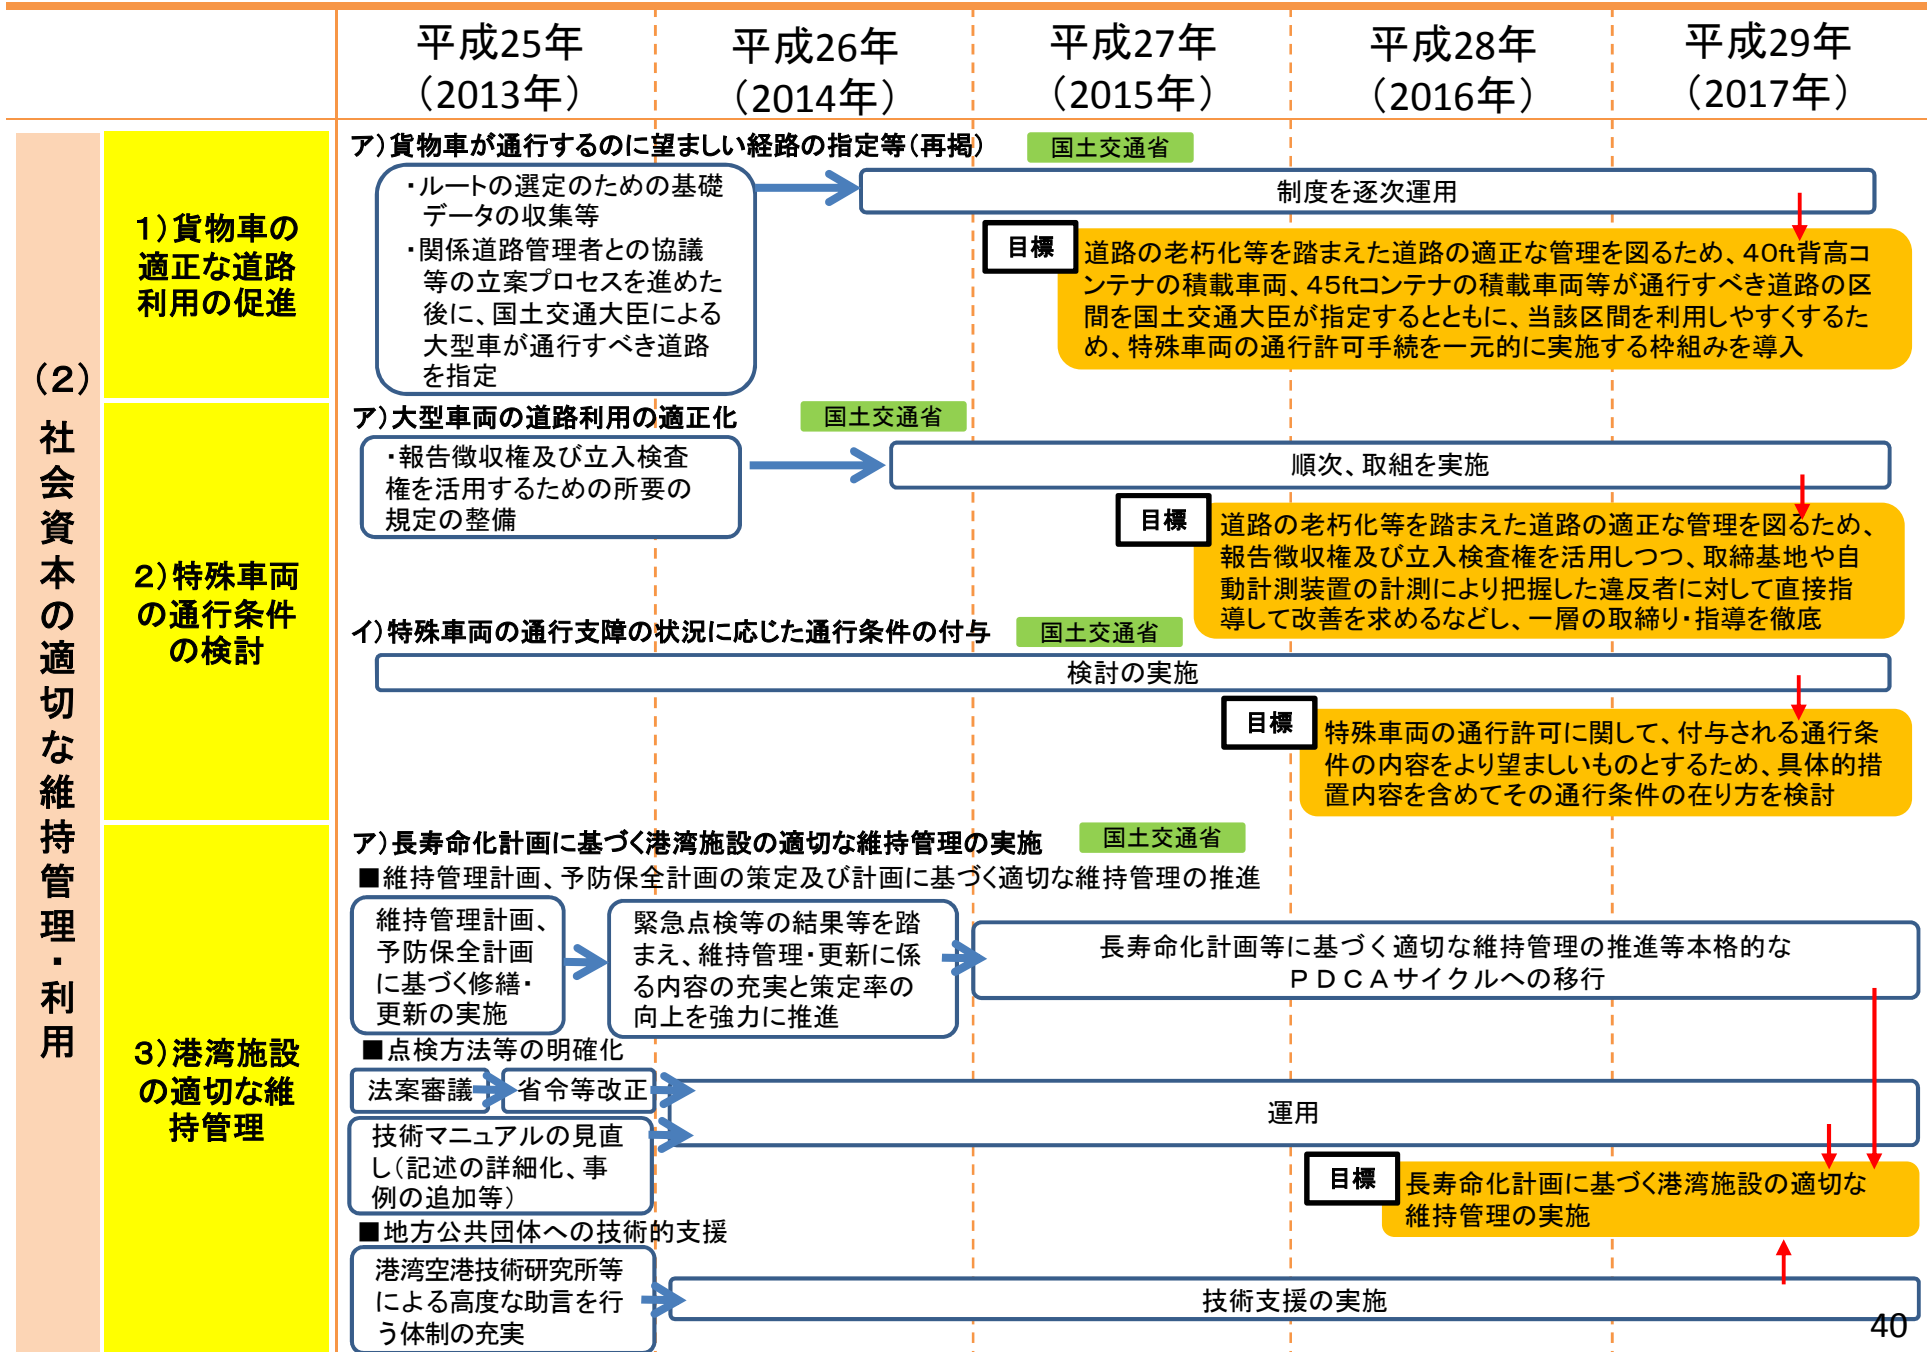 平成25年
（2013年）
平成26年
（2014年）
平成27年
（2015年）
平成28年
（2016年）
平成29年
（2017年）
（２）社会資本の適切な維持管理・利用
１）貨物車の
適正な道路
利用の促進
ア）貨物車が通行するのに望ましい経路の指定等（再掲）
国土交通省
・ルートの選定のための基礎
データの収集等
・関係道路管理者との協議
等の立案プロセスを進めた
後に、国土交通大臣による
大型車が通行すべき道路
を指定
制度を逐次運用
目標
道路の老朽化等を踏まえた道路の適正な管理を図るため、４０ft背高コ
ンテナの積載車両、４５ftコンテナの積載車両等が通行すべき道路の区
間を国土交通大臣が指定するとともに、当該区間を利用しやすくするた
め、特殊車両の通行許可手続を一元的に実施する枠組みを導入
２）特殊車両
の通行条件
の検討
ア）大型車両の道路利用の適正化
国土交通省
・報告徴収権及び立入検査
権を活用するための所要の
規定の整備
順次、取組を実施
目標
道路の老朽化等を踏まえた道路の適正な管理を図るため、
報告徴収権及び立入検査権を活用しつつ、取締基地や自
動計測装置の計測により把握した違反者に対して直接指
導して改善を求めるなどし、一層の取締り・指導を徹底
イ）特殊車両の通行支障の状況に応じた通行条件の付与
国土交通省
検討の実施
目標
特殊車両の通行許可に関して、付与される通行条
件の内容をより望ましいものとするため、具体的措
置内容を含めてその通行条件の在り方を検討
３）港湾施設
の適切な維
持管理
ア）長寿命化計画に基づく港湾施設の適切な維持管理の実施
国土交通省
■維持管理計画、予防保全計画の策定及び計画に基づく適切な維持管理の推進
維持管理計画、
予防保全計画
に基づく修繕・
更新の実施
緊急点検等の結果等を踏
まえ、維持管理・更新に係
る内容の充実と策定率の
向上を強力に推進
長寿命化計画等に基づく適切な維持管理の推進等本格的な
ＰＤＣＡサイクルへの移行
■点検方法等の明確化
法案審議
省令等改正
技術マニュアルの見直
し（記述の詳細化、事
例の追加等）
運用
目標
長寿命化計画に基づく港湾施設の適切な
維持管理の実施
■地方公共団体への技術的支援
港湾空港技術研究所等
による高度な助言を行
う体制の充実
技術支援の実施
40